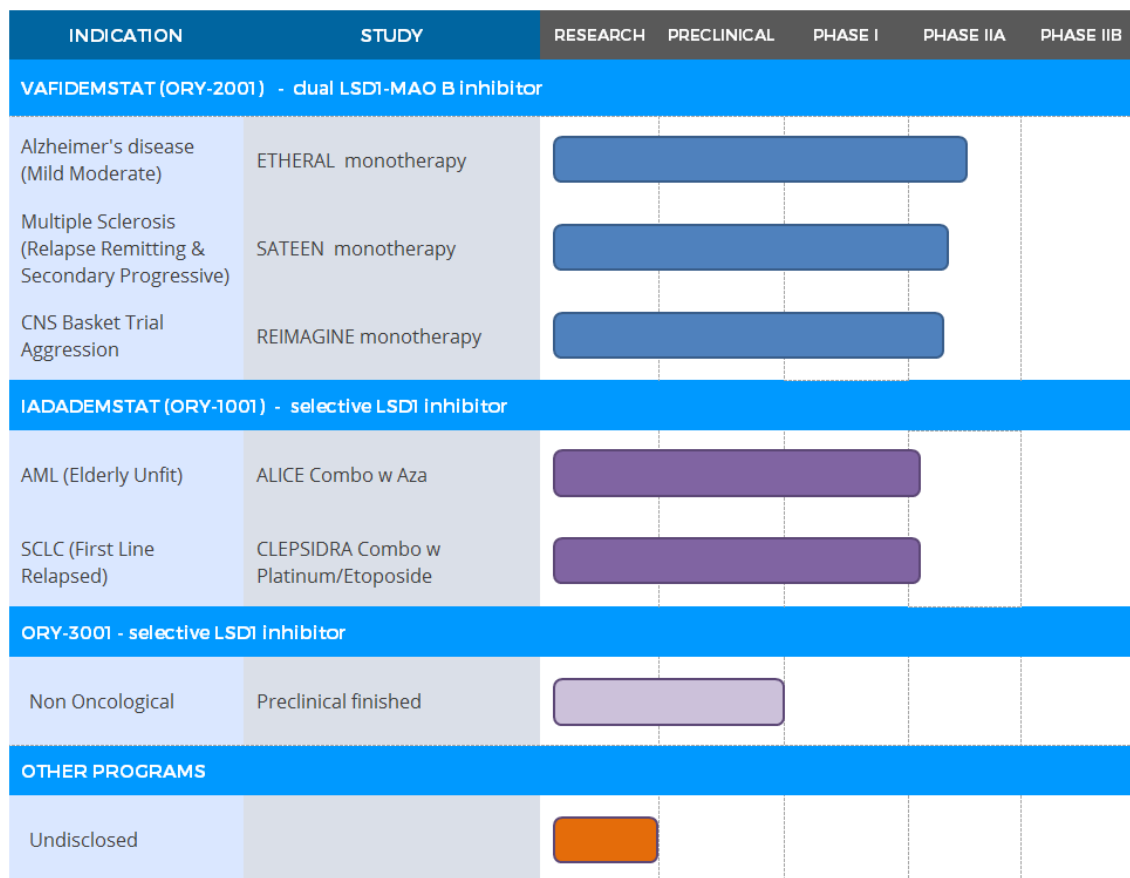 INDICATION STUDY RESEARCH PRECLINICAL PHASE I PHASE IIA PHASE IIB
VAFIDEMSTAT (ORY-2001) - dual LSD1-MAO B inhibitor
Alzheimer's disease
(Mild Moderate)
ETHERAL monotherapy
Multiple Sclerosis
(Relapse Remitting &
Secondary Progressive)
SATEEN monotherapy
CNS Basket Trial
Aggression
REIMAGINE monotherapy
IADADEMSTAT (ORY-1001) - selective LSD1 inhibitor
AML (Elderly Unfit)
ALICE Combo w Aza
SCLC (First Line
Relapsed)
CLEPSIDRA Combo w
Platinum/Etoposide
ORY-3001 - selective LSD1 inhibitor
Non Oncological
Preclinical finished
OTHER PROGRAMS
Undisclosed